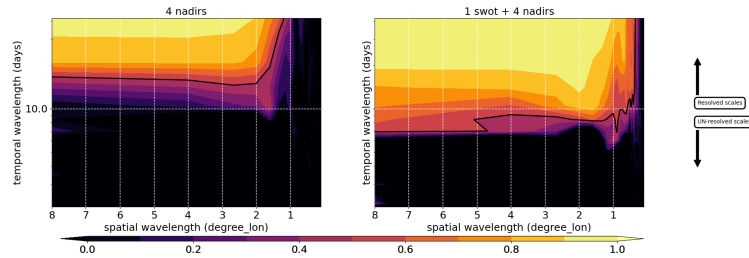 4 nadirs
1 swot + 4 nadirs
temporal wavelength (days)
10.0
8 7 6 5 4 3 2 1
spatial wavelength (degree_lon)
temporal wavelength (days)
8 7 6 5 4 3 2 1
spatial wavelength (degree_lon)
Resolved scales
UN-resolved scales
0.0 0.2 0.4 0.6 0.8 1.0